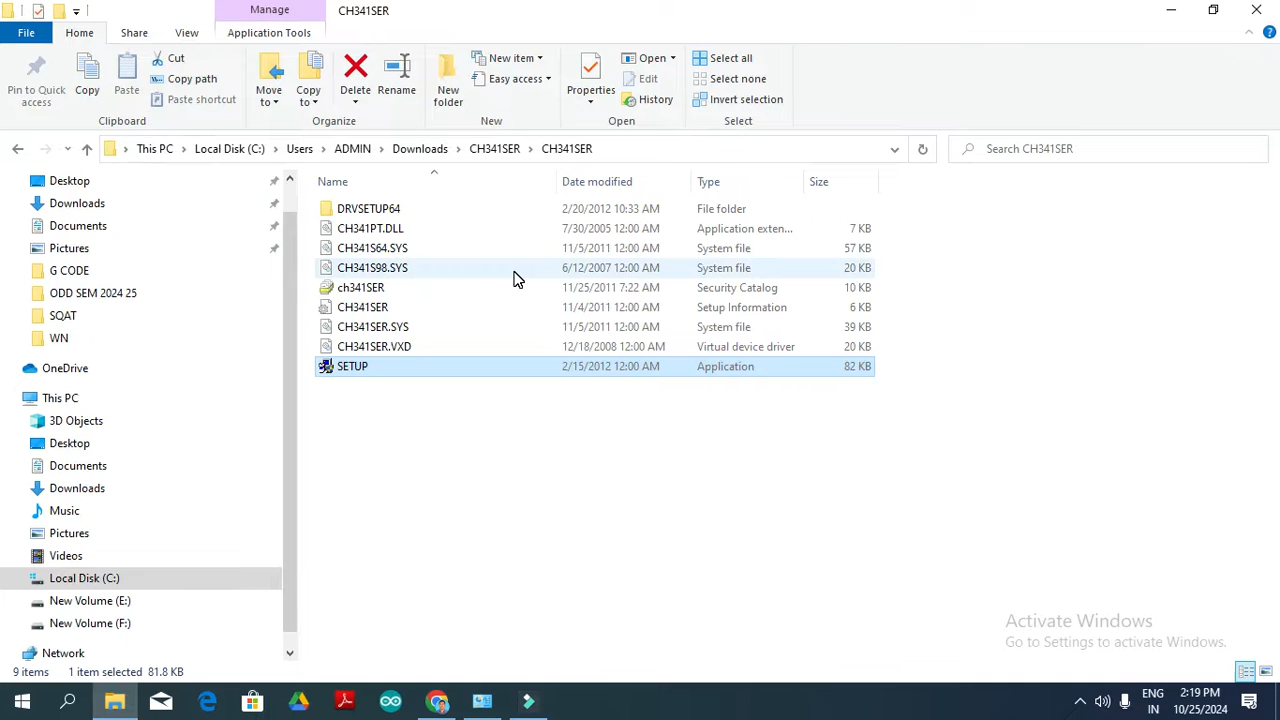 Manage
CH341SER
File
Home
Share
View
Application Tools
Pin to Quick access
Copy
Paste
Cut
Copy path
Paste shortcut
Clipboard
Move to
Copy to
Delete
Rename
Organize
New folder
New item
Easy access
New
Properties
Open
Edit
History
Open
Select all
Select none
Invert selection
Select
This PC > Local Disk (C:) > Users > ADMIN > Downloads > CH341SER > CH341SER
Search CH341SER
Desktop
Downloads
Documents
Pictures
G CODE
ODD SEM 2024 25
SQAT
WN
OneDrive
This PC
3D Objects
Desktop
Documents
Downloads
Music
Pictures
Videos
Local Disk (C:)
New Volume (E:)
New Volume (F:)
Network
Name Date modified Type Size
DRVSETUP64 2/20/2012 10:33 AM File folder
CH341PT.DLL 7/30/2005 12:00 AM Application exten... 7 KB
CH341S64.SYS 11/5/2011 12:00 AM System file 57 KB
CH341S98.SYS 6/12/2007 12:00 AM System file 20 KB
ch341SER 11/25/2011 7:22 AM Security Catalog 10 KB
CH341SER 11/4/2011 12:00 AM Setup Information 6 KB
CH341SER.SYS 11/5/2011 12:00 AM System file 39 KB
CH341SER.VXD 12/18/2008 12:00 AM Virtual device driver 20 KB
SETUP 2/15/2012 12:00 AM Application 82 KB
Activate Windows
Go to Settings to activate Windows.
9 items 1 item selected 81.8 KB
ENG
IN
2:19 PM
10/25/2024